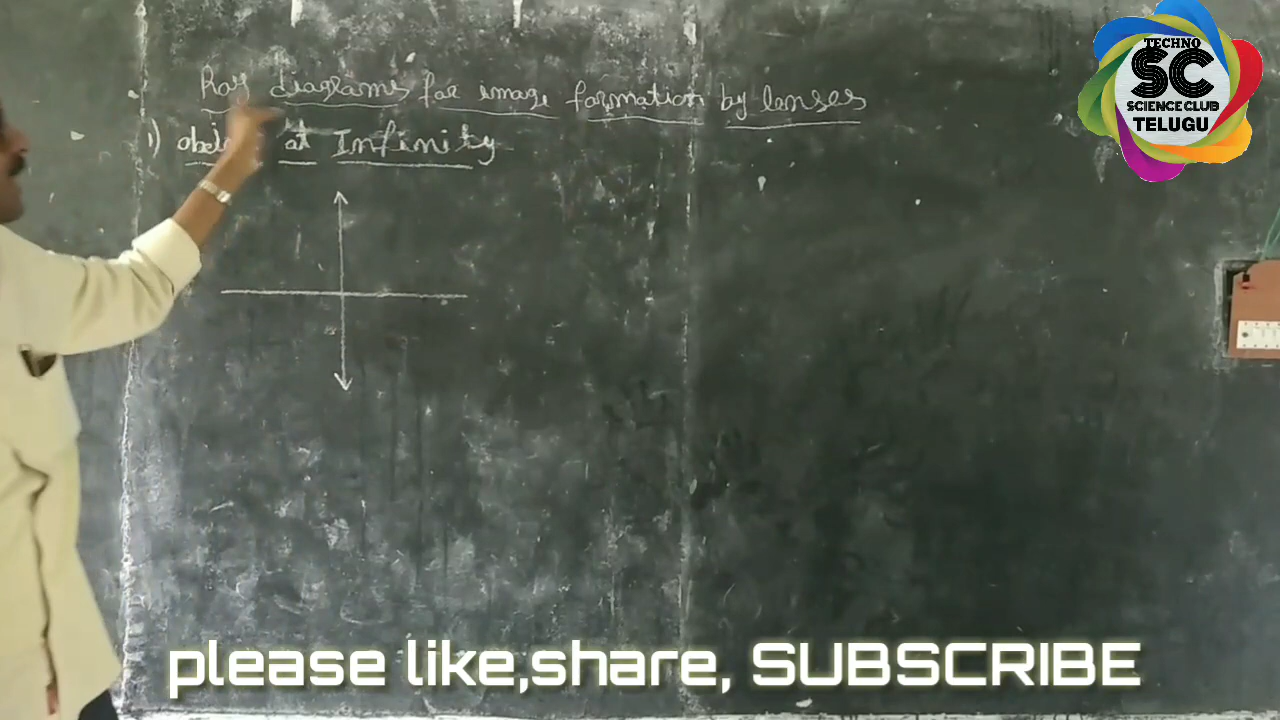 Ray diagrams for image formation by lenses
1) object at Infinity
TECHNO
SC
SCIENCE CLUB
TELUGU
please like,share, SUBSCRIBE